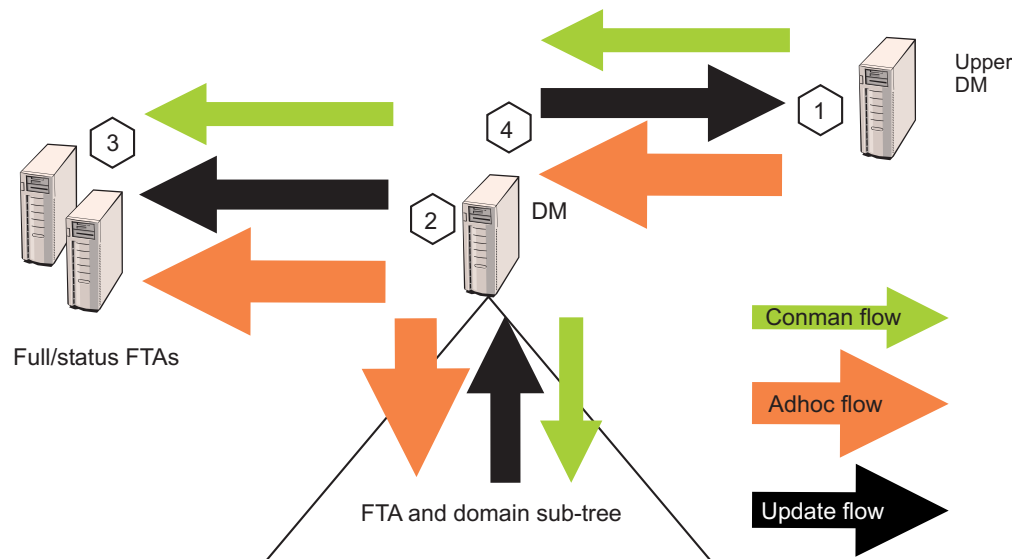 Upper
DM
1
4
3
2
DM
Conman flow
Full/status FTAs
Adhoc flow
FTA and domain sub-tree
Update flow